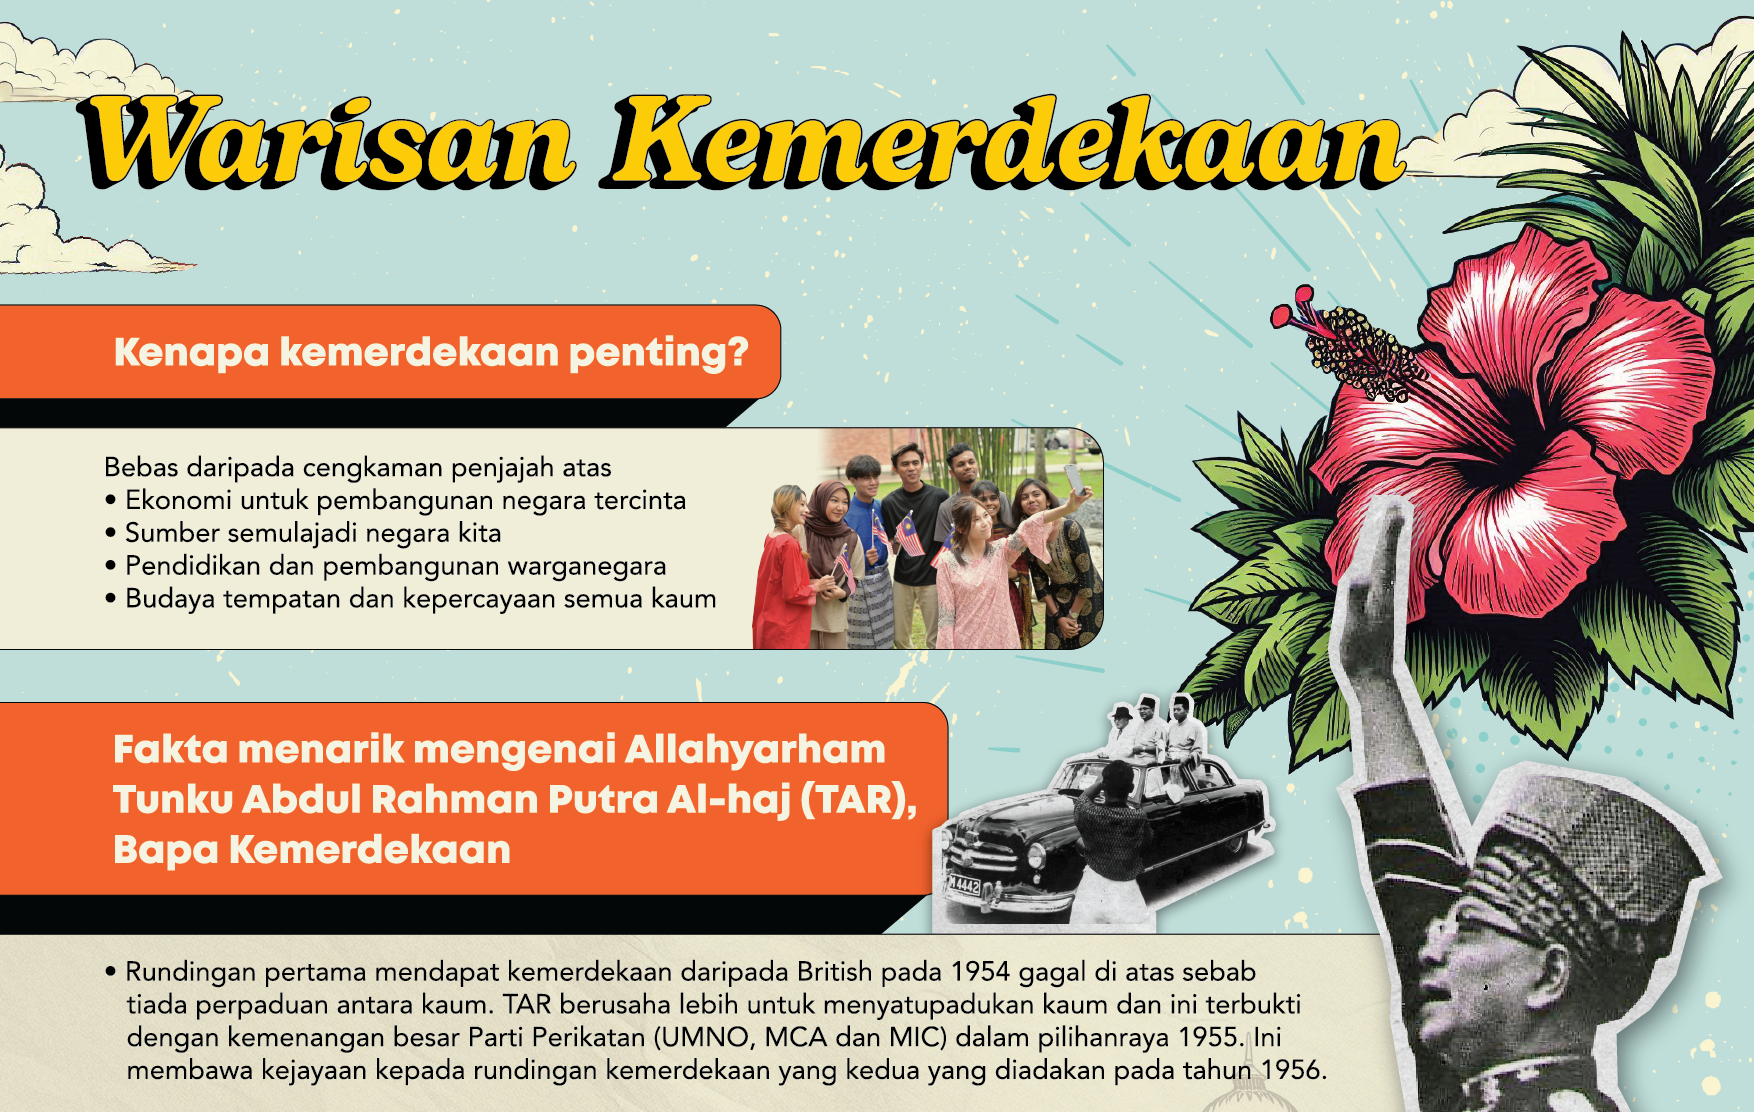 Warisan Kemerdekaan
Kenapa kemerdekaan penting?
Bebas daripada cengkaman penjajah atas
• Ekonomi untuk pembangunan negara tercinta
• Sumber semulajadi negara kita
• Pendidikan dan pembangunan warganegara
• Budaya tempatan dan kepercayaan semua kaum
Fakta menarik mengenai Allahyarham
Tunku Abdul Rahman Putra Al-haj (TAR),
Bapa Kemerdekaan
M 4442
• Rundingan pertama mendapat kemerdekaan daripada British pada 1954 gagal di atas sebab
tiada perpaduan antara kaum. TAR berusaha lebih untuk menyatupadukan kaum dan ini terbukti
dengan kemenangan besar Parti Perikatan (UMNO, MCA dan MIC) dalam pilihanraya 1955. Ini
membawa kejayaan kepada rundingan kemerdekaan yang kedua yang diadakan pada tahun 1956.